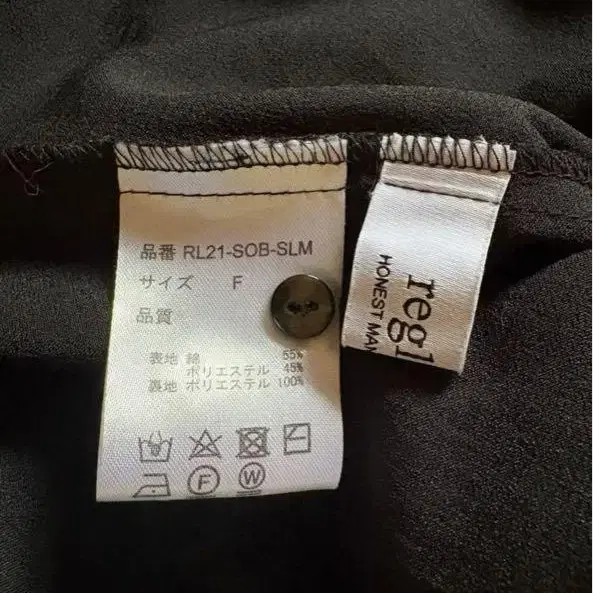 品番 RL21-SOB-SLM
サイズ F
品質
表地 綿 55%
ポリエステル 45%
裏地 ポリエステル 100%
F W
regl
HONEST MA